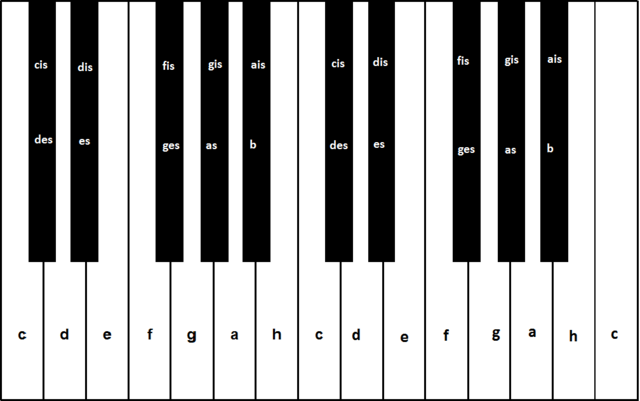 cis dis fis gis ais cis dis fis gis ais
des es ges as b des es ges as b
c d e f g a h c d e f g a h c